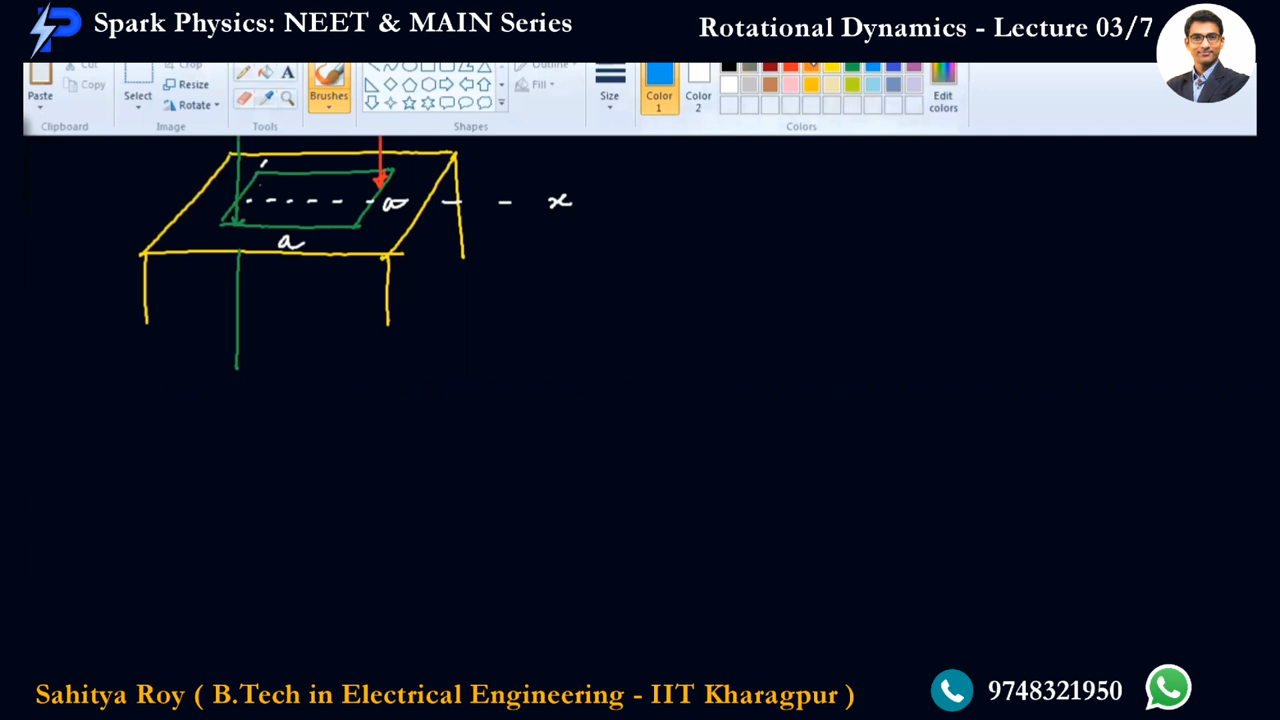 Spark Physics: NEET & MAIN Series
Rotational Dynamics - Lecture 03/7
Cut
Crop
Outline
Paste
Copy
Select
Resize
Rotate
Brushes
Fill
Size
Color 1
Color 2
Edit colors
Clipboard
Image
Tools
Shapes
Colors
x
a
Sahitya Roy ( B.Tech in Electrical Engineering - IIT Kharagpur )
9748321950